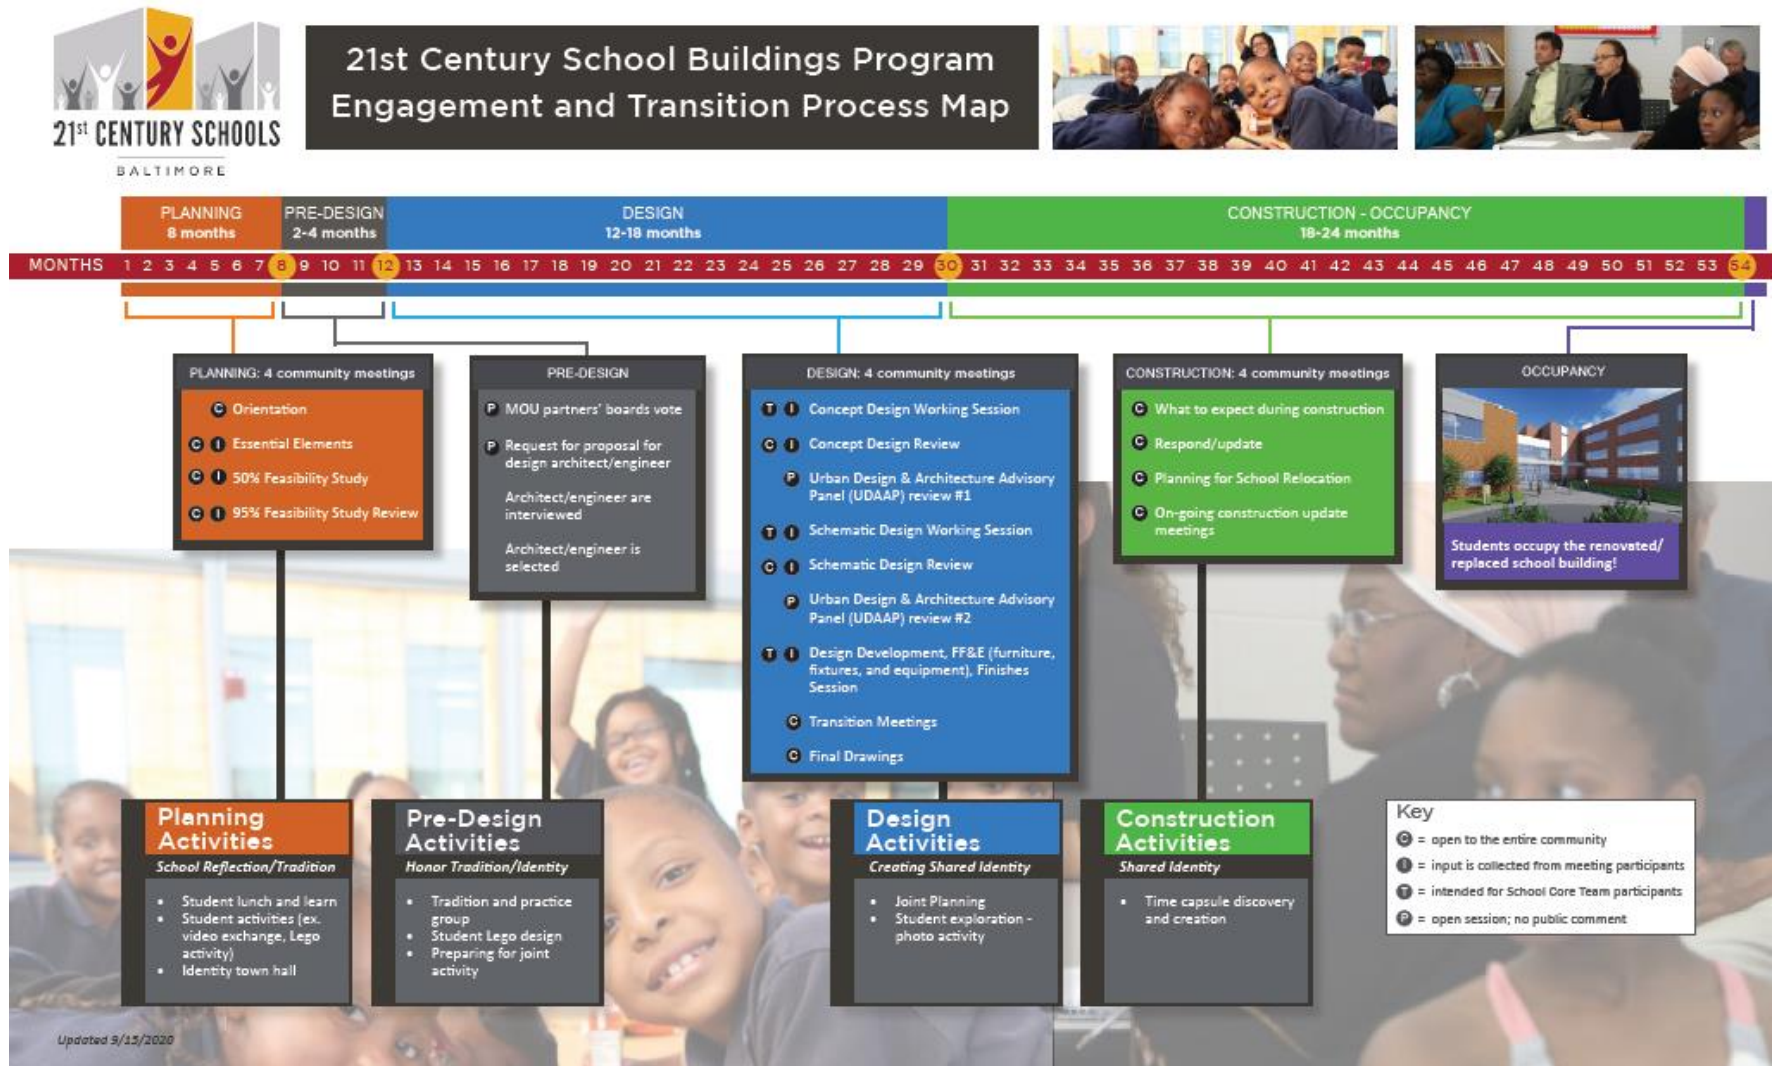 21st CENTURY SCHOOLS
BALTIMORE
21st Century School Buildings Program
Engagement and Transition Process Map
PLANNING
8 months
PRE-DESIGN
2-4 months
DESIGN
12-18 months
CONSTRUCTION - OCCUPANCY
18-24 months
MONTHS 1 2 3 4 5 6 7 8 9 10 11 12 13 14 15 16 17 18 19 20 21 22 23 24 25 26 27 28 29 30 31 32 33 34 35 36 37 38 39 40 41 42 43 44 45 46 47 48 49 50 51 52 53 54
PLANNING: 4 community meetings
C Orientation
C I Essential Elements
C I 50% Feasibility Study
C I 95% Feasibility Study Review
PRE-DESIGN
P MOU partners' boards vote
P Request for proposal for
design architect/engineer
Architect/engineer are
interviewed
Architect/engineer is
selected
DESIGN: 4 community meetings
T I Concept Design Working Session
C I Concept Design Review
P Urban Design & Architecture Advisory
Panel (UDAAP) review #1
T I Schematic Design Working Session
C I Schematic Design Review
P Urban Design & Architecture Advisory
Panel (UDAAP) review #2
T I Design Development, FF&E (furniture,
fixtures, and equipment), Finishes
Session
C Transition Meetings
C Final Drawings
CONSTRUCTION: 4 community meetings
C What to expect during construction
C Respond/update
C Planning for School Relocation
C On-going construction update
meetings
OCCUPANCY
Students occupy the renovated/
replaced school building!
Planning
Activities
School Reflection/Tradition
• Student lunch and learn
• Student activities (ex.
video exchange, Lego
activity)
• Identity town hall
Pre-Design
Activities
Honor Tradition/Identity
• Tradition and practice
group
• Student Lego design
• Preparing for joint
activity
Design
Activities
Creating Shared Identity
• Joint Planning
• Student exploration -
photo activity
Construction
Activities
Shared Identity
• Time capsule discovery
and creation
Key
C = open to the entire community
I = input is collected from meeting participants
T = intended for School Core Team participants
P = open session; no public comment
Updated 9/15/2020